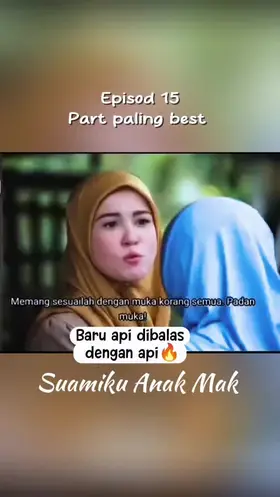 Episod 15
Part paling best
Memang sesuailah dengan muka korang semua. Padan
muka!
Baru api dibalas
dengan api🔥
Suamiku Anak Mak